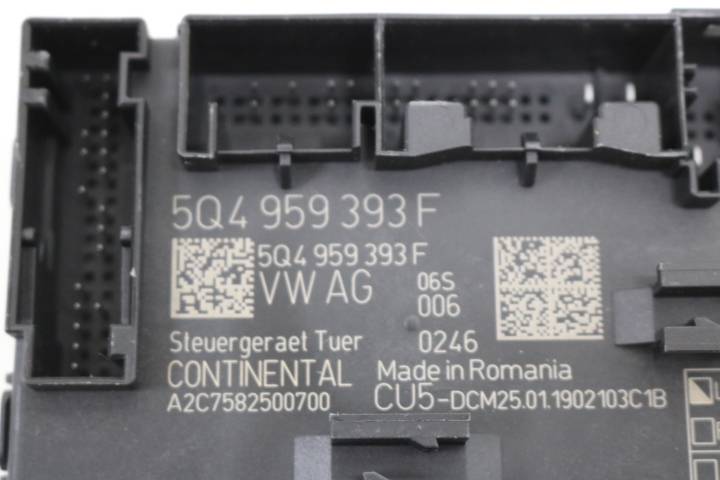 5Q4 959 393 F
5Q4 959 393 F
VW AG 06S
006
Steuergeraet Tuer 0246
CONTINENTAL Made in Romania
A2C7582500700 CU5-DCM25.01.1902103C1B